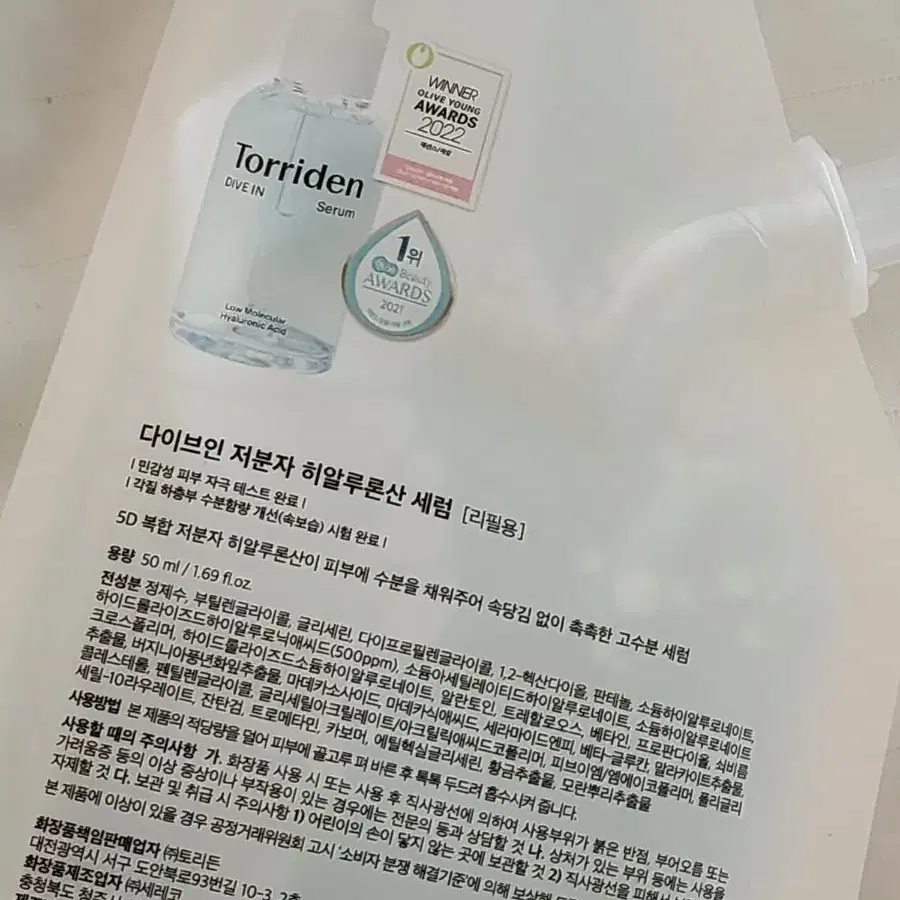 WINNER
OLIVE YOUNG
AWARDS
2022
에센스/세럼
Torriden
DIVE IN
Serum
1위
Beauty
AWARDS
2021
Low Molecular
Hyaluronic Acid
다이브인 저분자 히알루론산 세럼 [리필용]
| 민감성 피부 자극 테스트 완료 |
| 각질 하층부 수분함량 개선(속보습) 시험 완료 |
5D 복합 저분자 히알루론산이 피부에 수분을 채워주어 속당김 없이 촉촉한 고수분 세럼
용량 50 ml / 1.69 fl.oz.
전성분 정제수, 부틸렌글라이콜, 글리세린, 다이프로필렌글라이콜, 1,2-헥산다이올, 판테놀, 소듐하이알루로네이트,
하이드롤라이즈드하이알루로닉애씨드(500ppm), 소듐아세틸레이티드하이알루로네이트, 소듐하이알루로네이트
크로스폴리머, 하이드롤라이즈드소듐하이알루로네이트, 알란토인, 트레할로오스, 베타인, 프로판다이올, 쇠비름
추출물, 버지니아풍년화잎추출물, 마데카소사이드, 마데카식애씨드, 세라마이드엔피, 베타-글루칸, 말라카이트추출물,
콜레스테롤, 펜틸렌글라이콜, 글리세릴아크릴레이트/아크릴릭애씨드코폴리머, 피브이엠/엠에이코폴리머, 폴리글리
세릴-10라우레이트, 잔탄검, 트로메타민, 카보머, 에틸헥실글리세린, 황금추출물, 모란뿌리추출물
사용방법 본 제품의 적당량을 덜어 피부에 골고루 펴 바른 후 톡톡 두드려 흡수시켜 줍니다.
사용할 때의 주의사항 가. 화장품 사용 시 또는 사용 후 직사광선에 의하여 사용부위가 붉은 반점, 부어오름 또는
가려움증 등의 이상 증상이나 부작용이 있는 경우에는 전문의 등과 상담할 것 나. 상처가 있는 부위 등에는 사용을
자제할 것 다. 보관 및 취급 시 주의사항 1) 어린이의 손이 닿지 않는 곳에 보관할 것 2) 직사광선을 피해서
본 제품에 이상이 있을 경우 공정거래위원회 고시 '소비자 분쟁 해결기준'에 의해 보상해
화장품책임판매업자 ㈜토리든
대전광역시 서구 도안북로93번길 10-3, 2층
화장품제조업자 ㈜세레코
충청북도 청주시